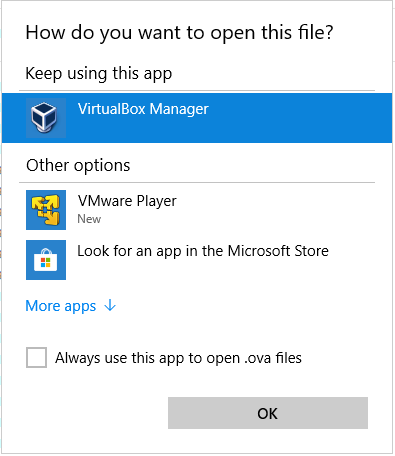 How do you want to open this file?
Keep using this app
VirtualBox Manager
Other options
VMware Player
New
Look for an app in the Microsoft Store
More apps ↓
Always use this app to open .ova files
OK